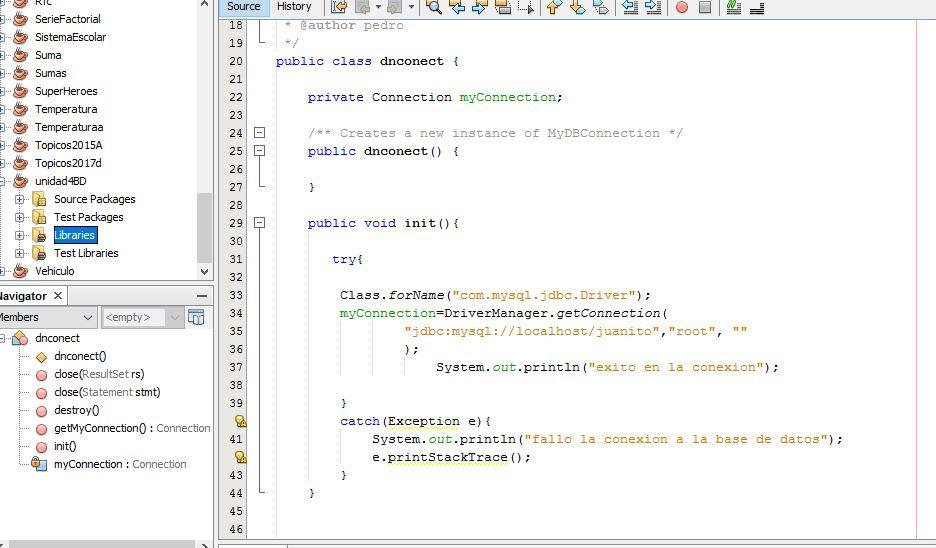 Rfc
SerieFactorial
SistemaEscolar
Suma
Sumas
SuperHeroes
Temperatura
Temperaturaa
Topicos2015A
Topicos2017d
unidad4BD
Source Packages
Test Packages
Libraries
Test Libraries
Vehiculo
Navigator
Members
<empty>
dnconect
dnconect()
close(ResultSet rs)
close(Statement stmt)
destroy()
getMyConnection() : Connection
init()
myConnection : Connection
Source History
18 * @author pedro
19 */
20 public class dnconect {
21
22 private Connection myConnection;
23
24 /** Creates a new instance of MyDBConnection */
25 public dnconect() {
26
27 }
28
29 public void init(){
30
31 try{
32
33 Class.forName("com.mysql.jdbc.Driver");
34 myConnection=DriverManager.getConnection(
35 "jdbc:mysql://localhost/juanito","root", ""
36 );
37 System.out.println("exito en la conexion");
38
39 }
catch(Exception e){
41 System.out.println("fallo la conexion a la base de datos");
e.printStackTrace();
43 }
44 }
45
46